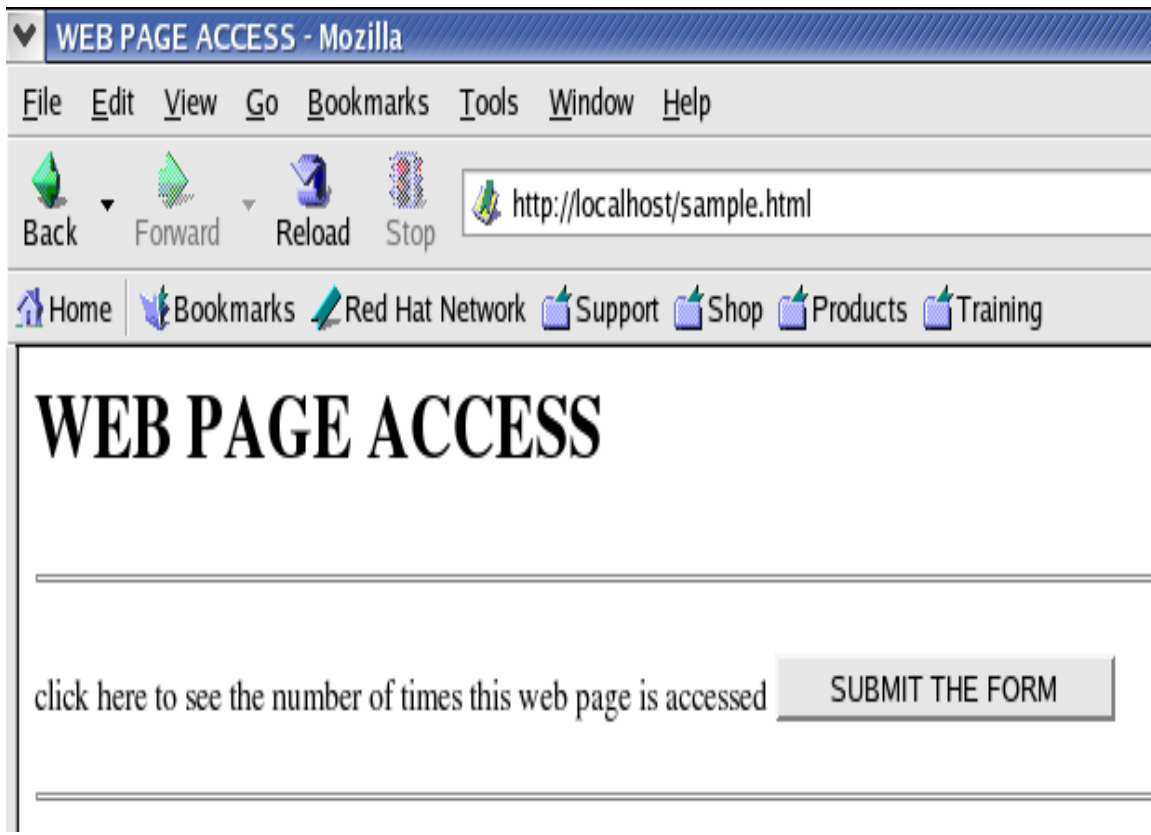 WEB PAGE ACCESS - Mozilla
File Edit View Go Bookmarks Tools Window Help
Back Forward Reload Stop http://localhost/sample.html
Home Bookmarks Red Hat Network Support Shop Products Training
WEB PAGE ACCESS
click here to see the number of times this web page is accessed SUBMIT THE FORM